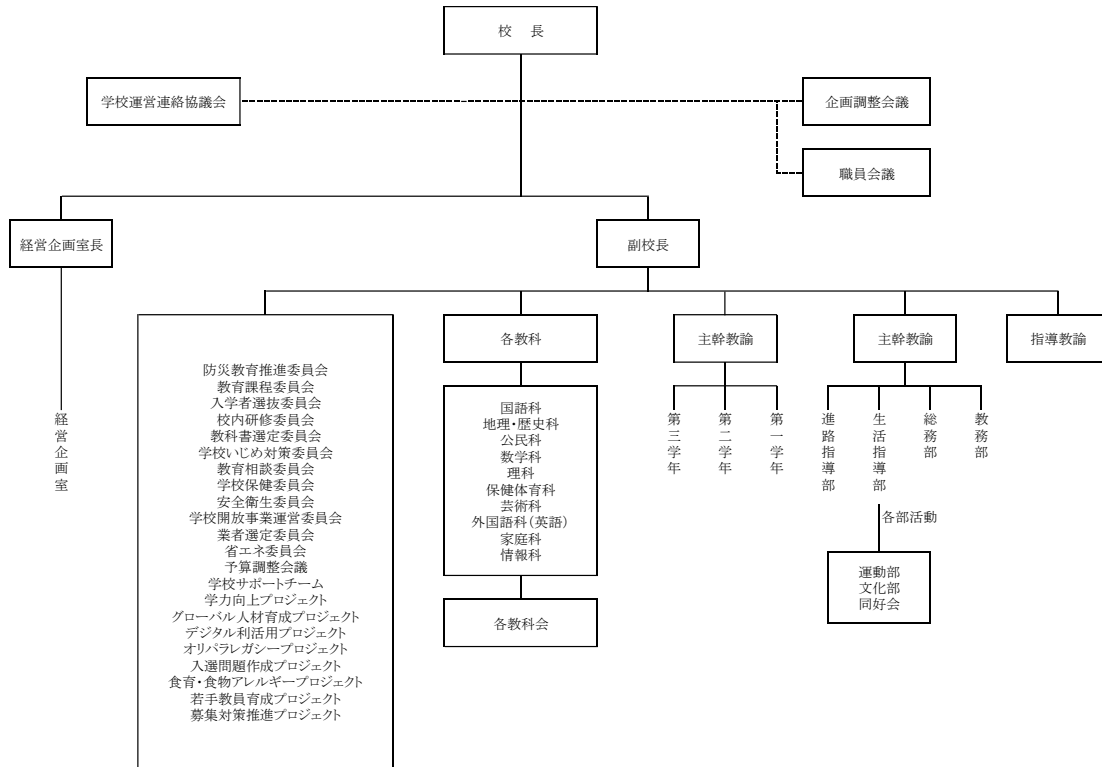 校　長
学校運営連絡協議会
企画調整会議
職員会議
経営企画室長
副校長
各教科
主幹教諭
主幹教諭
指導教諭
経営企画室
防災教育推進委員会
教育課程委員会
入学者選抜委員会
校内研修委員会
教科書選定委員会
学校いじめ対策委員会
教育相談委員会
学校保健委員会
安全衛生委員会
学校開放事業運営委員会
業者選定委員会
省エネ委員会
予算調整会議
学校サポートチーム
学力向上プロジェクト
グローバル人材育成プロジェクト
デジタル利活用プロジェクト
オリパラレガシープロジェクト
入選問題作成プロジェクト
食育・食物アレルギープロジェクト
若手教員育成プロジェクト
募集対策推進プロジェクト
国語科
地理・歴史科
公民科
数学科
理科
保健体育科
芸術科
外国語科(英語)
家庭科
情報科
各教科会
第三学年
第二学年
第一学年
進路指導部
生活指導部
総務部
教務部
各部活動
運動部
文化部
同好会